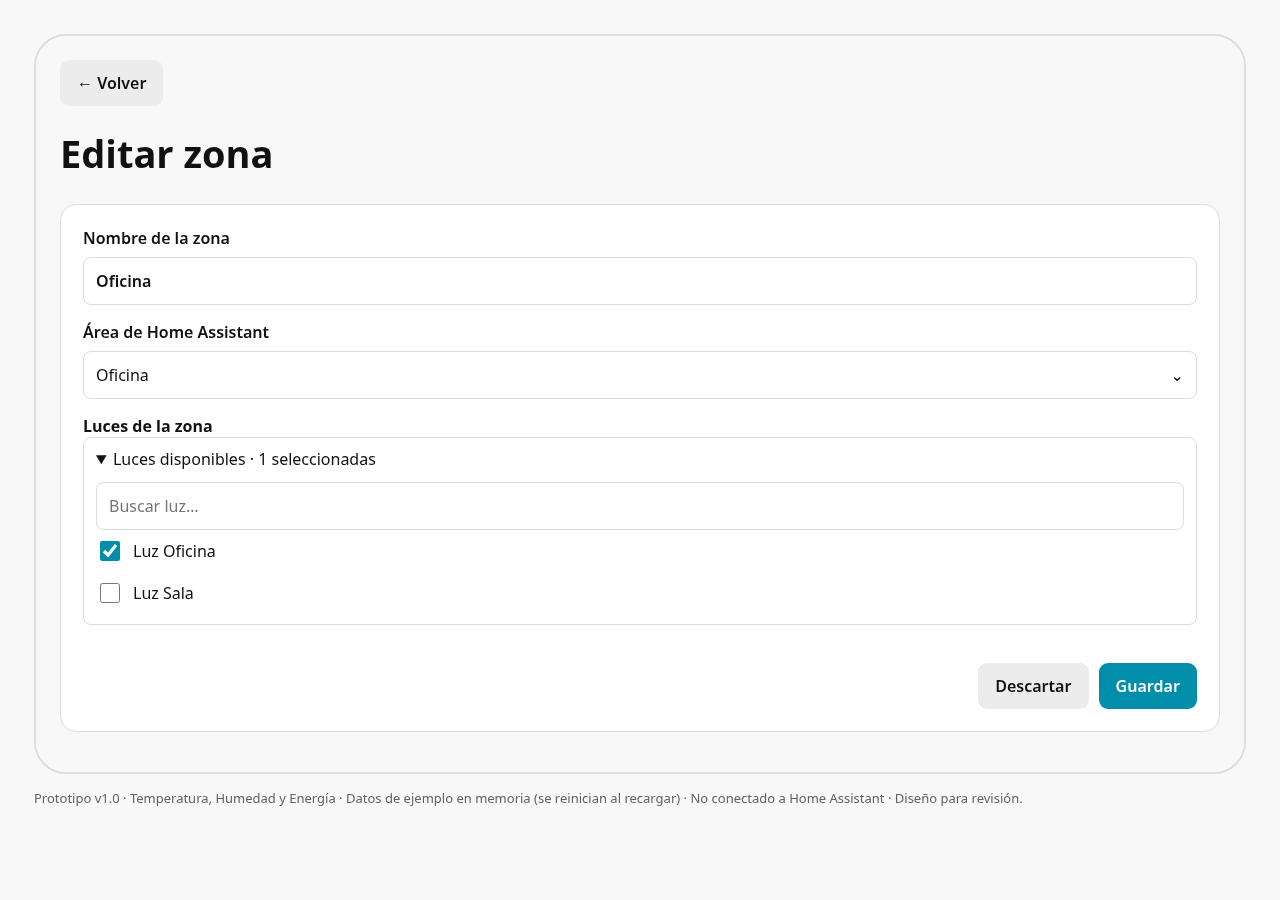 ← Volver
Editar zona
Nombre de la zona
Oficina
Área de Home Assistant
Oficina
Luces de la zona
Luces disponibles · 1 seleccionadas
Buscar luz...
Luz Oficina
Luz Sala
Descartar
Guardar
Prototipo v1.0 · Temperatura, Humedad y Energía · Datos de ejemplo en memoria (se reinician al recargar) · No conectado a Home Assistant · Diseño para revisión.